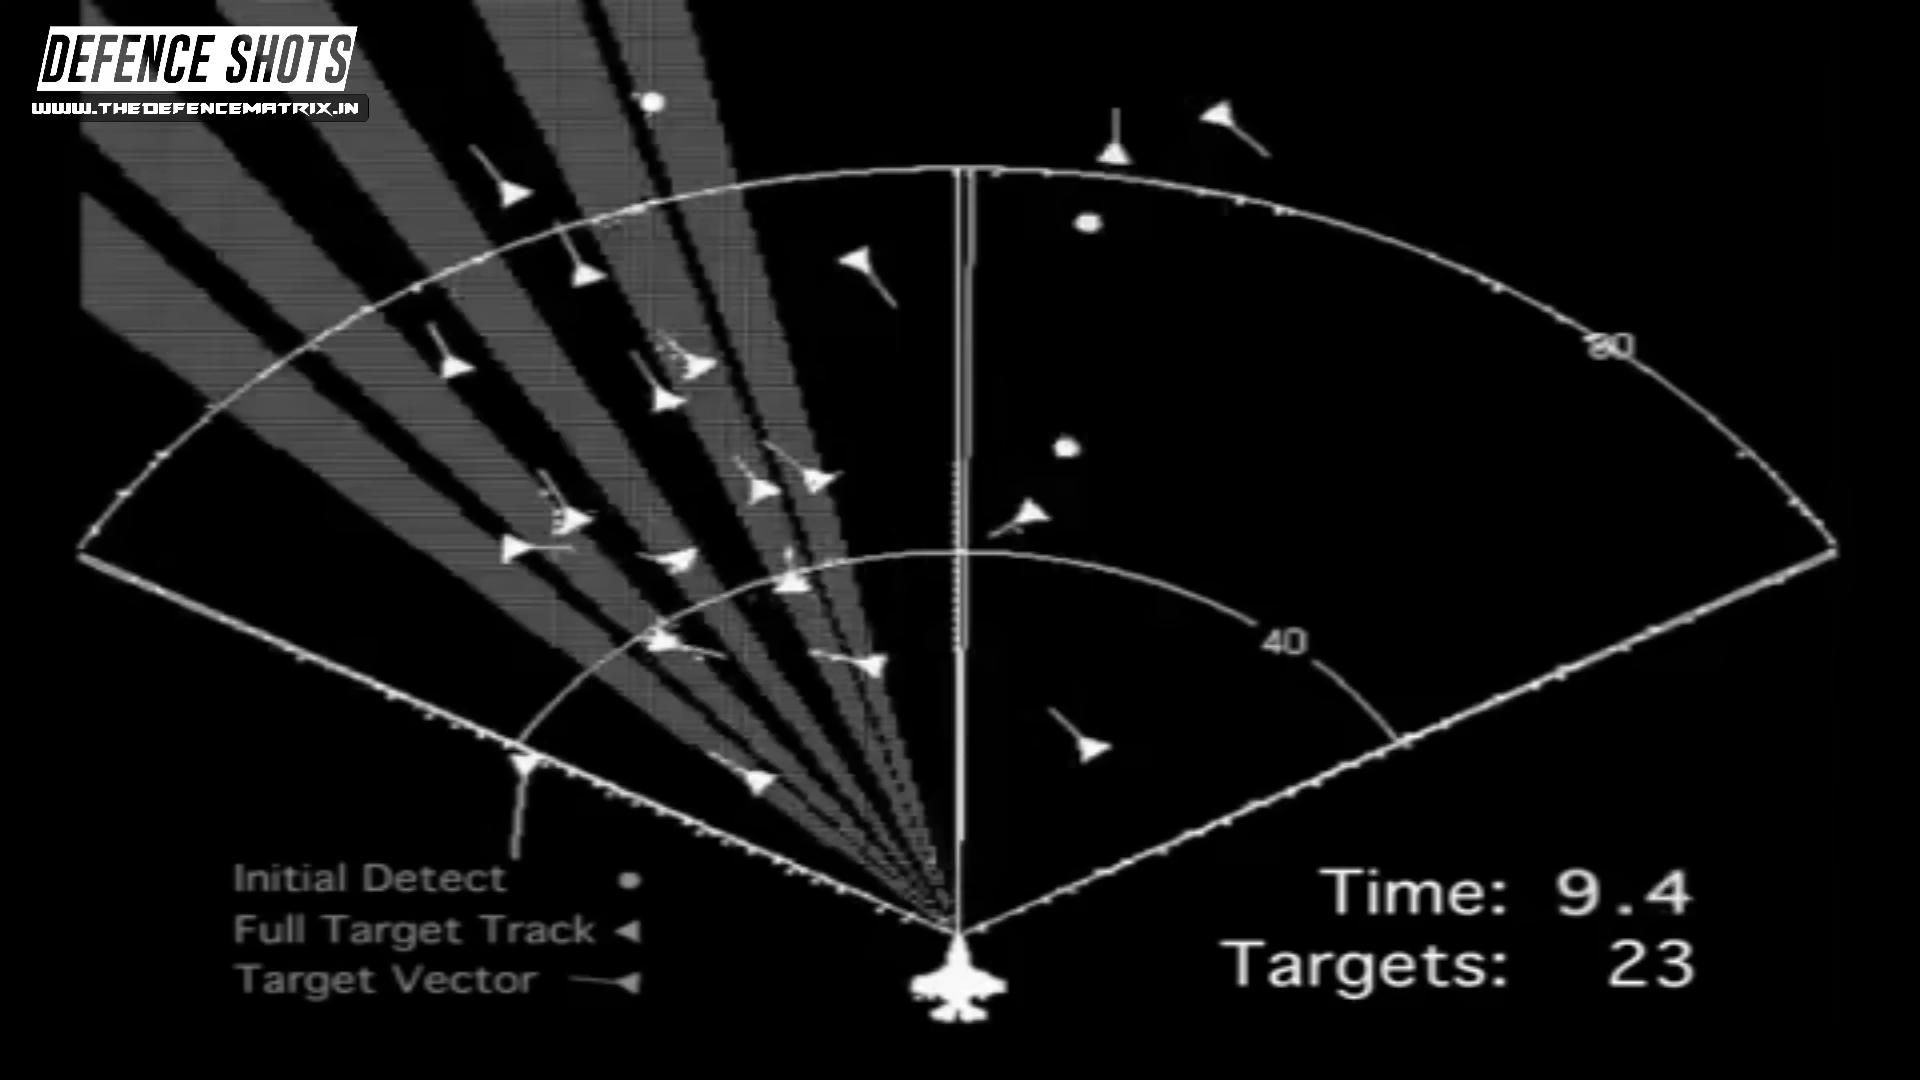 DEFENCE SHOTS
WWW.THEDEFENCEMATRIX.IN
80
40
Initial Detect
Full Target Track
Target Vector
Time: 9.4
Targets: 23